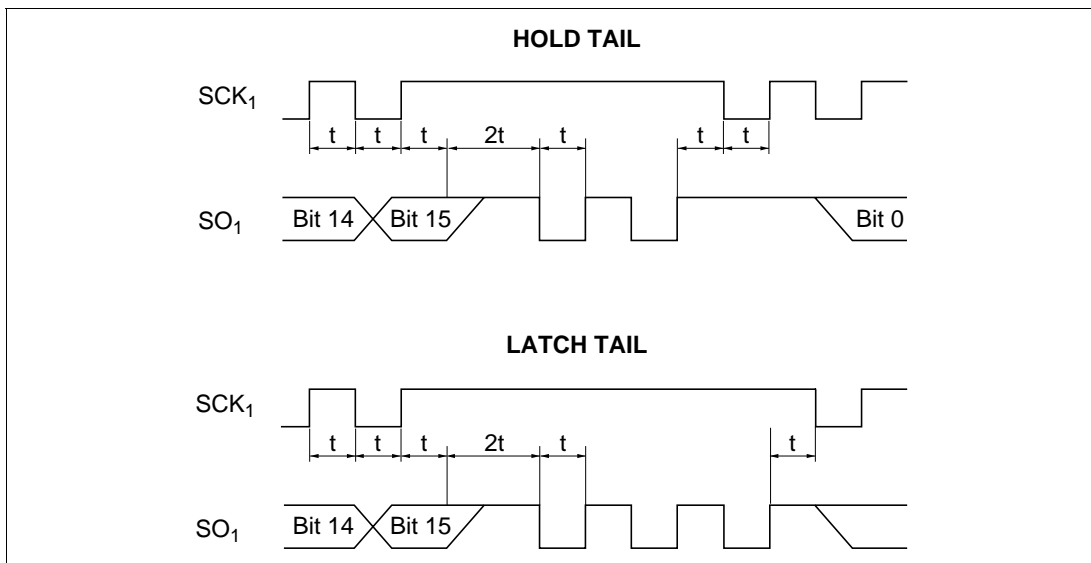 HOLD TAIL
SCK₁
t t t 2t t t t
SO₁ Bit 14 Bit 15 Bit 0
LATCH TAIL
SCK₁
t t t 2t t t
SO₁ Bit 14 Bit 15